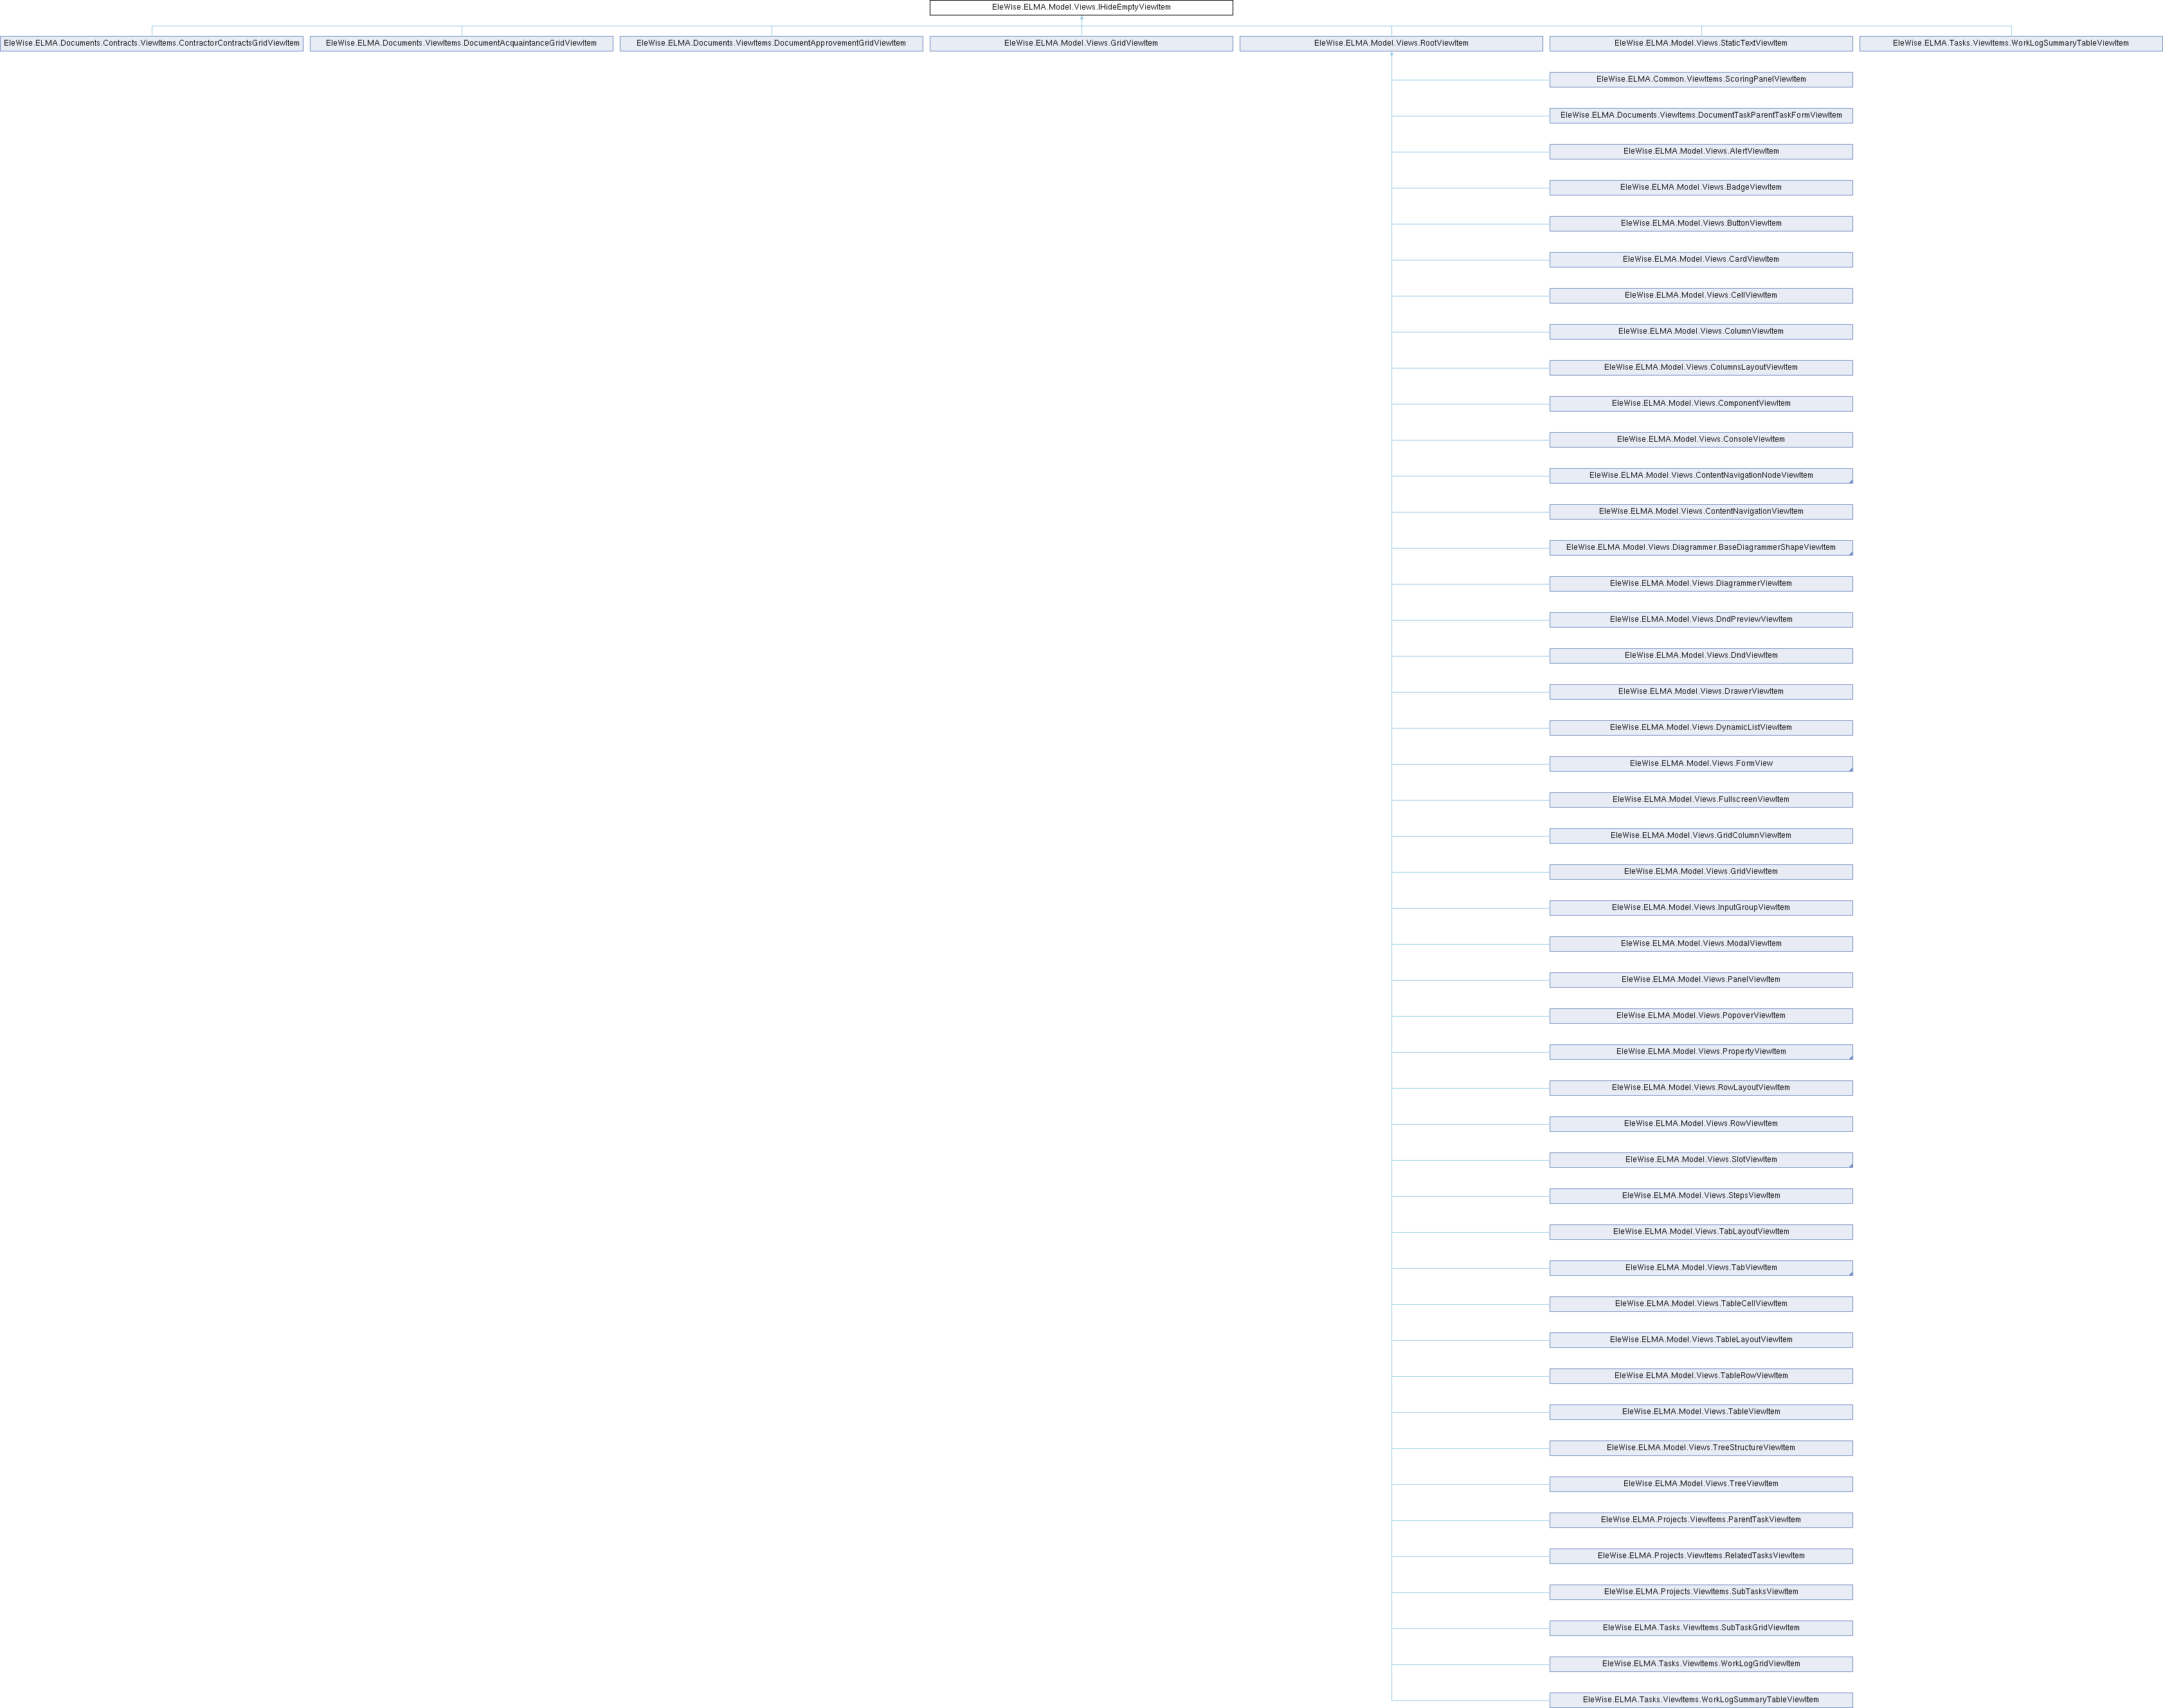 EleWise.ELMA.Model.Views.IHideEmptyViewItem
EleWise.ELMA.Documents.Contracts.ViewItems.ContractorContractsGridViewItem
EleWise.ELMA.Documents.ViewItems.DocumentAcquaintanceGridViewItem
EleWise.ELMA.Documents.ViewItems.DocumentApprovementGridViewItem
EleWise.ELMA.Model.Views.GridViewItem
EleWise.ELMA.Model.Views.RootViewItem
EleWise.ELMA.Model.Views.StaticTextViewItem
EleWise.ELMA.Tasks.ViewItems.WorkLogSummaryTableViewItem
EleWise.ELMA.Common.ViewItems.ScoringPanelViewItem
EleWise.ELMA.Documents.ViewItems.DocumentTaskParentTaskFormViewItem
EleWise.ELMA.Model.Views.AlertViewItem
EleWise.ELMA.Model.Views.BadgeViewItem
EleWise.ELMA.Model.Views.ButtonViewItem
EleWise.ELMA.Model.Views.CardViewItem
EleWise.ELMA.Model.Views.CellViewItem
EleWise.ELMA.Model.Views.ColumnViewItem
EleWise.ELMA.Model.Views.ColumnsLayoutViewItem
EleWise.ELMA.Model.Views.ComponentViewItem
EleWise.ELMA.Model.Views.ConsoleViewItem
EleWise.ELMA.Model.Views.ContentNavigationNodeViewItem
EleWise.ELMA.Model.Views.ContentNavigationViewItem
EleWise.ELMA.Model.Views.Diagrammer.BaseDiagrammerShapeViewItem
EleWise.ELMA.Model.Views.DiagrammerViewItem
EleWise.ELMA.Model.Views.DndPreviewViewItem
EleWise.ELMA.Model.Views.DndViewItem
EleWise.ELMA.Model.Views.DrawerViewItem
EleWise.ELMA.Model.Views.DynamicListViewItem
EleWise.ELMA.Model.Views.FormView
EleWise.ELMA.Model.Views.FullscreenViewItem
EleWise.ELMA.Model.Views.GridColumnViewItem
EleWise.ELMA.Model.Views.GridViewItem
EleWise.ELMA.Model.Views.InputGroupViewItem
EleWise.ELMA.Model.Views.ModalViewItem
EleWise.ELMA.Model.Views.PanelViewItem
EleWise.ELMA.Model.Views.PopoverViewItem
EleWise.ELMA.Model.Views.PropertyViewItem
EleWise.ELMA.Model.Views.RowLayoutViewItem
EleWise.ELMA.Model.Views.RowViewItem
EleWise.ELMA.Model.Views.SlotViewItem
EleWise.ELMA.Model.Views.StepsViewItem
EleWise.ELMA.Model.Views.TabLayoutViewItem
EleWise.ELMA.Model.Views.TabViewItem
EleWise.ELMA.Model.Views.TableCellViewItem
EleWise.ELMA.Model.Views.TableLayoutViewItem
EleWise.ELMA.Model.Views.TableRowViewItem
EleWise.ELMA.Model.Views.TableViewItem
EleWise.ELMA.Model.Views.TreeStructureViewItem
EleWise.ELMA.Model.Views.TreeViewItem
EleWise.ELMA.Projects.ViewItems.ParentTaskViewItem
EleWise.ELMA.Projects.ViewItems.RelatedTasksViewItem
EleWise.ELMA.Projects.ViewItems.SubTasksViewItem
EleWise.ELMA.Tasks.ViewItems.SubTaskGridViewItem
EleWise.ELMA.Tasks.ViewItems.WorkLogGridViewItem
EleWise.ELMA.Tasks.ViewItems.WorkLogSummaryTableViewItem